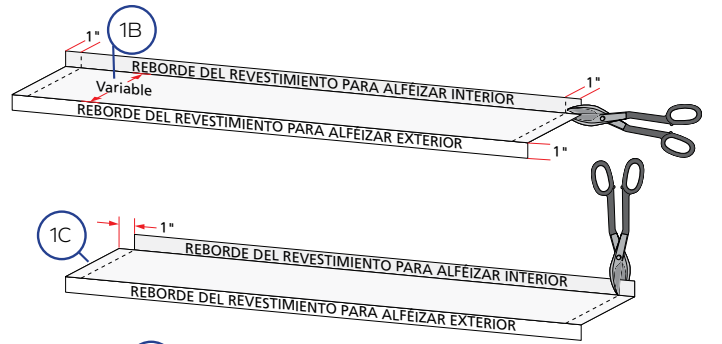 1"
1B
REBORDE DEL REVESTIMIENTO PARA ALFÉIZAR INTERIOR
1"
Variable
REBORDE DEL REVESTIMIENTO PARA ALFÉIZAR EXTERIOR
1"
1C
1"
REBORDE DEL REVESTIMIENTO PARA ALFÉIZAR INTERIOR
REBORDE DEL REVESTIMIENTO PARA ALFÉIZAR EXTERIOR